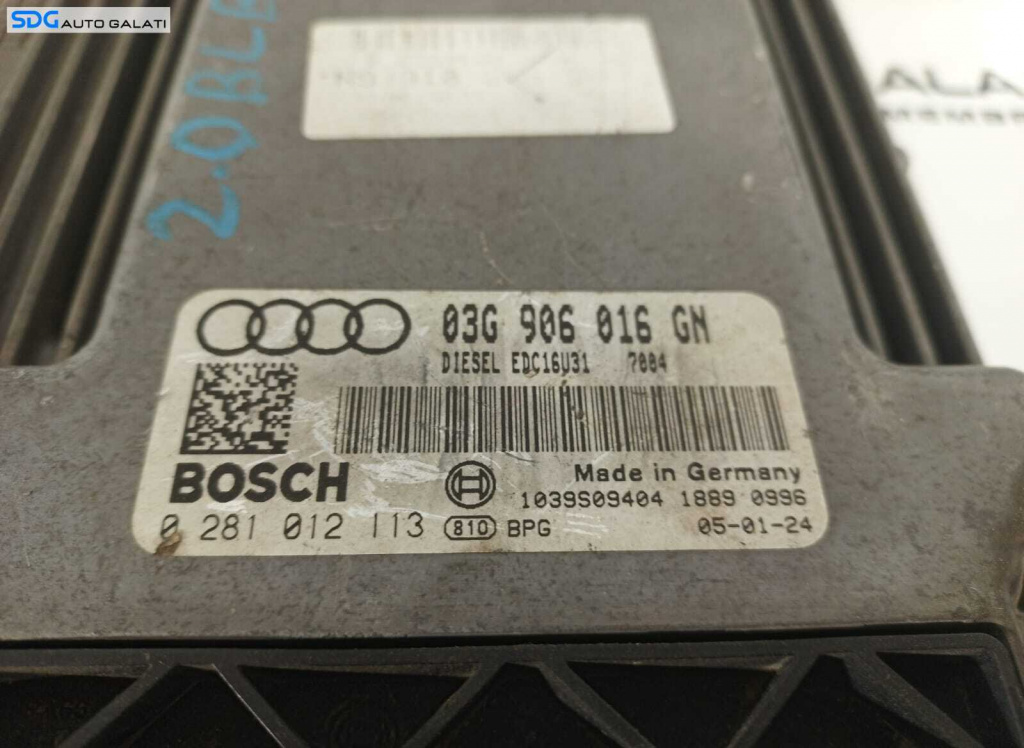 SDG AUTO GALATI
2.0 BLB
03G 906 016 GN
DIESEL EDC16U31 7004
BOSCH
Made in Germany
1039S09404 1889 0996
0 281 012 113 810 BPG 05-01-24